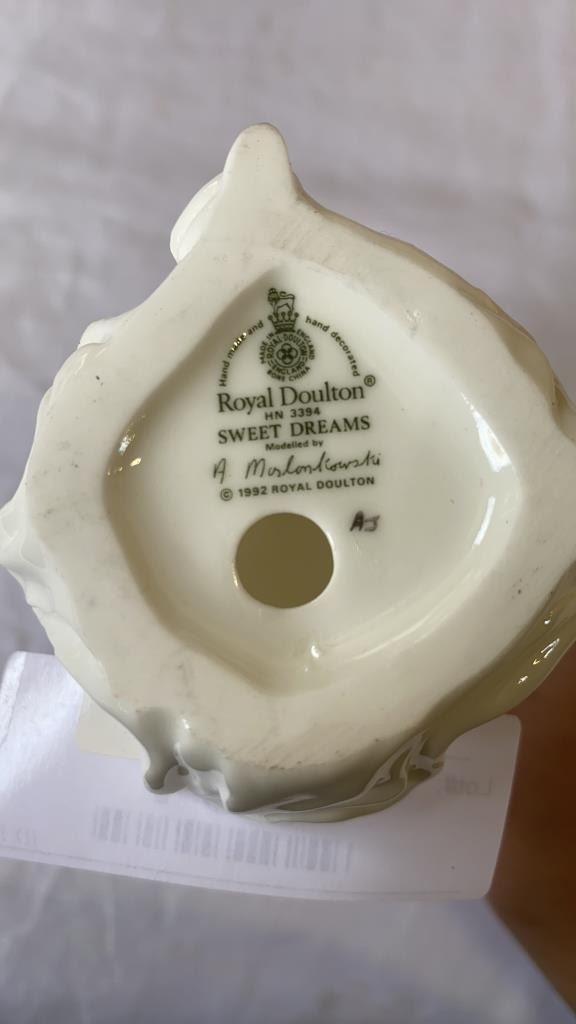 Hand made and hand decorated
MADE IN ENGLAND
ROYAL DOULTON
ENGLAND
BONE CHINA
Royal Doulton®
HN 3394
SWEET DREAMS
Modelled by
A. Maslankowski
© 1992 ROYAL DOULTON
AJ